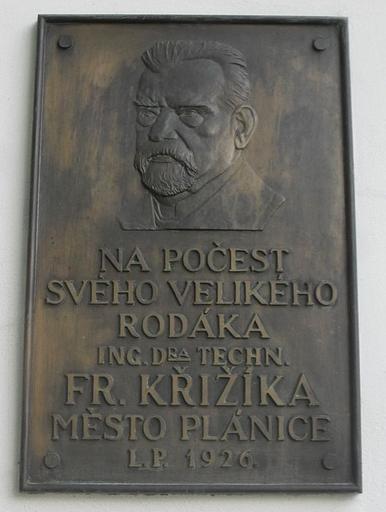 NA POČEST
SVÉHO VELIKÉHO
RODÁKA
ING. DRA TECHN.
FR. KŘIŽÍKA
MĚSTO PLÁNICE
L.P. 1926.